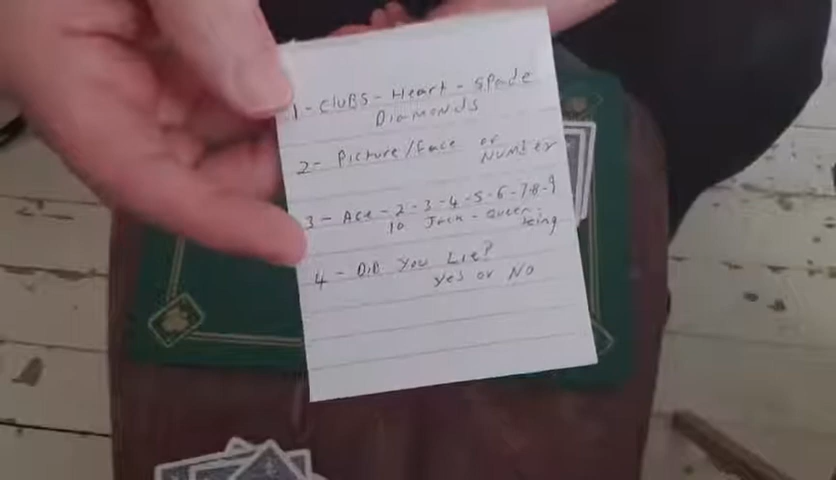 1 - CLUBS - Heart - SPade
DIAMONDS
2 - Picture/Face or
NUMBER
3 - Ace - 2 - 3 - 4 - 5 - 6 - 7 - 8 - 9
10 Jack - Queen -
king
4 - DID YOU LIE?
yes or No